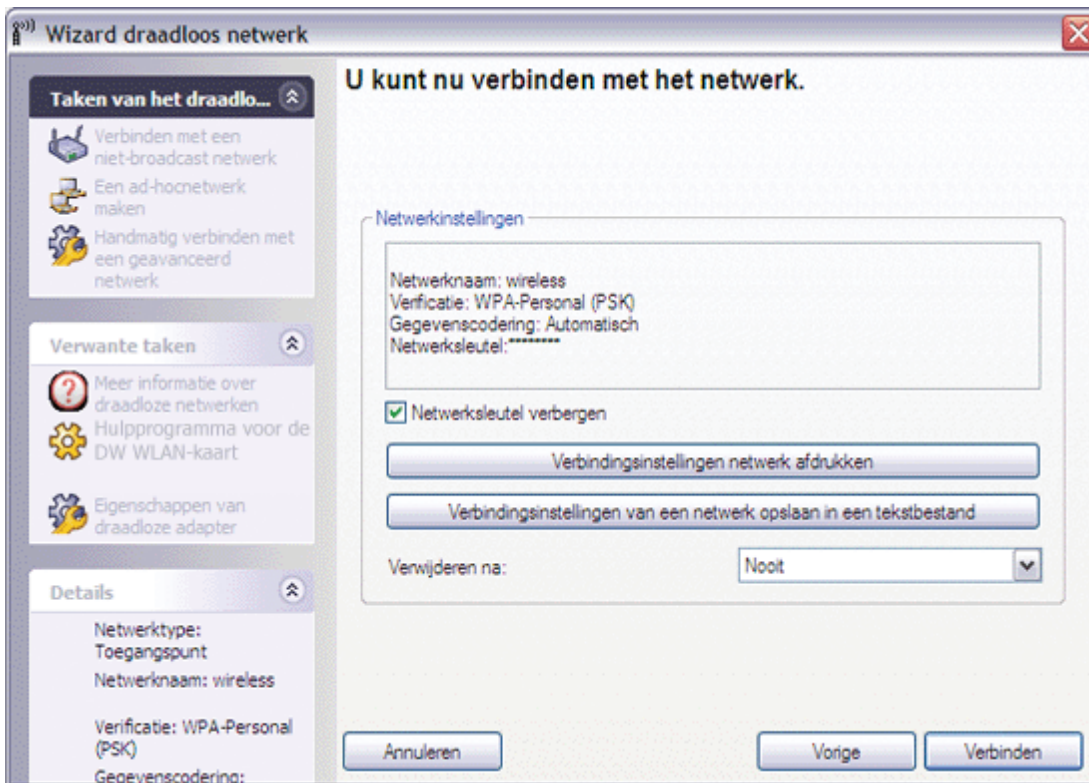 Wizard draadloos netwerk
Taken van het draadlo...
Verbinden met een
niet-broadcast netwerk
Een ad-hocnetwerk
maken
Handmatig verbinden met
een geavanceerd
netwerk
Verwante taken
Meer informatie over
draadloze netwerken
Hulpprogramma voor de
DW WLAN-kaart
Eigenschappen van
draadloze adapter
Details
Netwerktype:
Toegangspunt
Netwerknaam: wireless
Verificatie: WPA-Personal
(PSK)
Gegevenscodering:
U kunt nu verbinden met het netwerk.
Netwerkinstellingen
Netwerknaam: wireless
Verificatie: WPA-Personal (PSK)
Gegevenscodering: Automatisch
Netwerksleutel:********
Netwerksleutel verbergen
Verbindingsinstellingen netwerk afdrukken
Verbindingsinstellingen van een netwerk opslaan in een tekstbestand
Verwijderen na: Nooit
Annuleren Vorige Verbinden